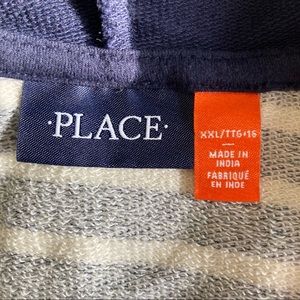 ·PLACE·
XXL/TTG•16
MADE IN
INDIA
FABRIQUÉ
EN INDE